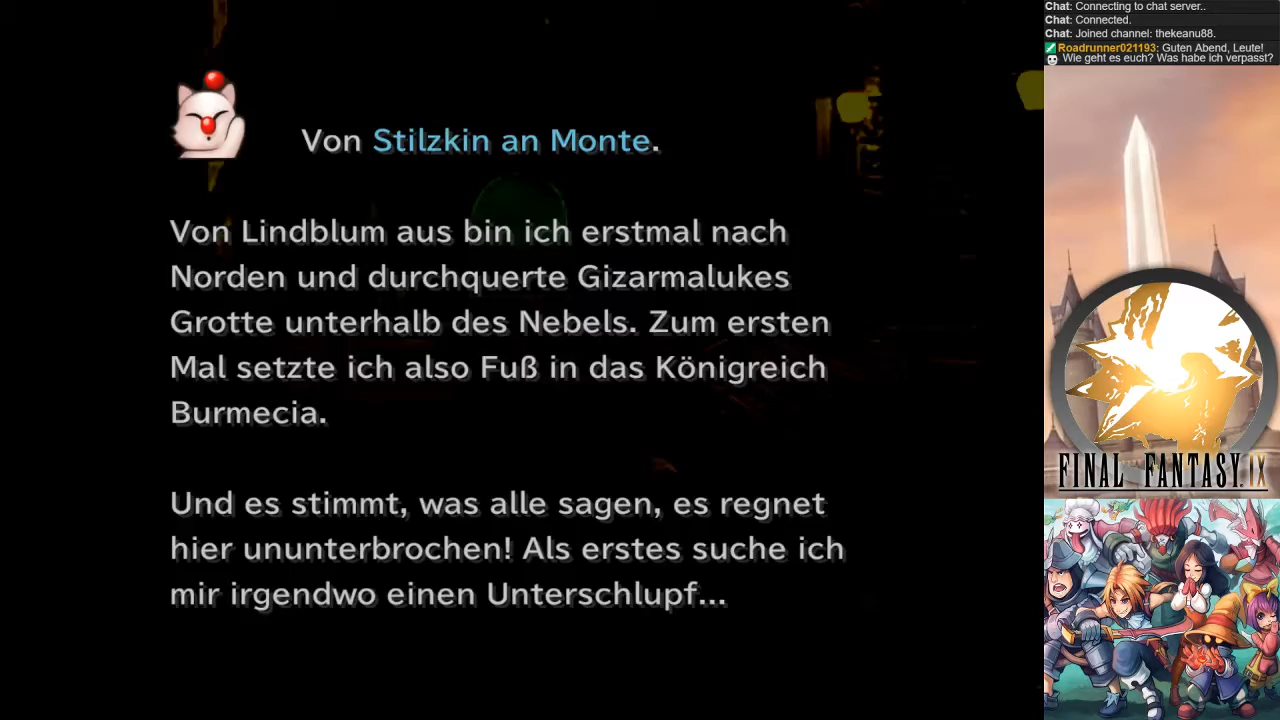 Von Stilzkin an Monte.
Von Lindblum aus bin ich erstmal nach
Norden und durchquerte Gizarmalukes
Grotte unterhalb des Nebels. Zum ersten
Mal setzte ich also Fuß in das Königreich
Burmecia.
Und es stimmt, was alle sagen, es regnet
hier ununterbrochen! Als erstes suche ich
mir irgendwo einen Unterschlupf...
Chat: Connecting to chat server..
Chat: Connected.
Chat: Joined channel: thekeanu88.
Roadrunner021193: Guten Abend, Leute!
Wie geht es euch? Was habe ich verpasst?
FINAL FANTASY IX